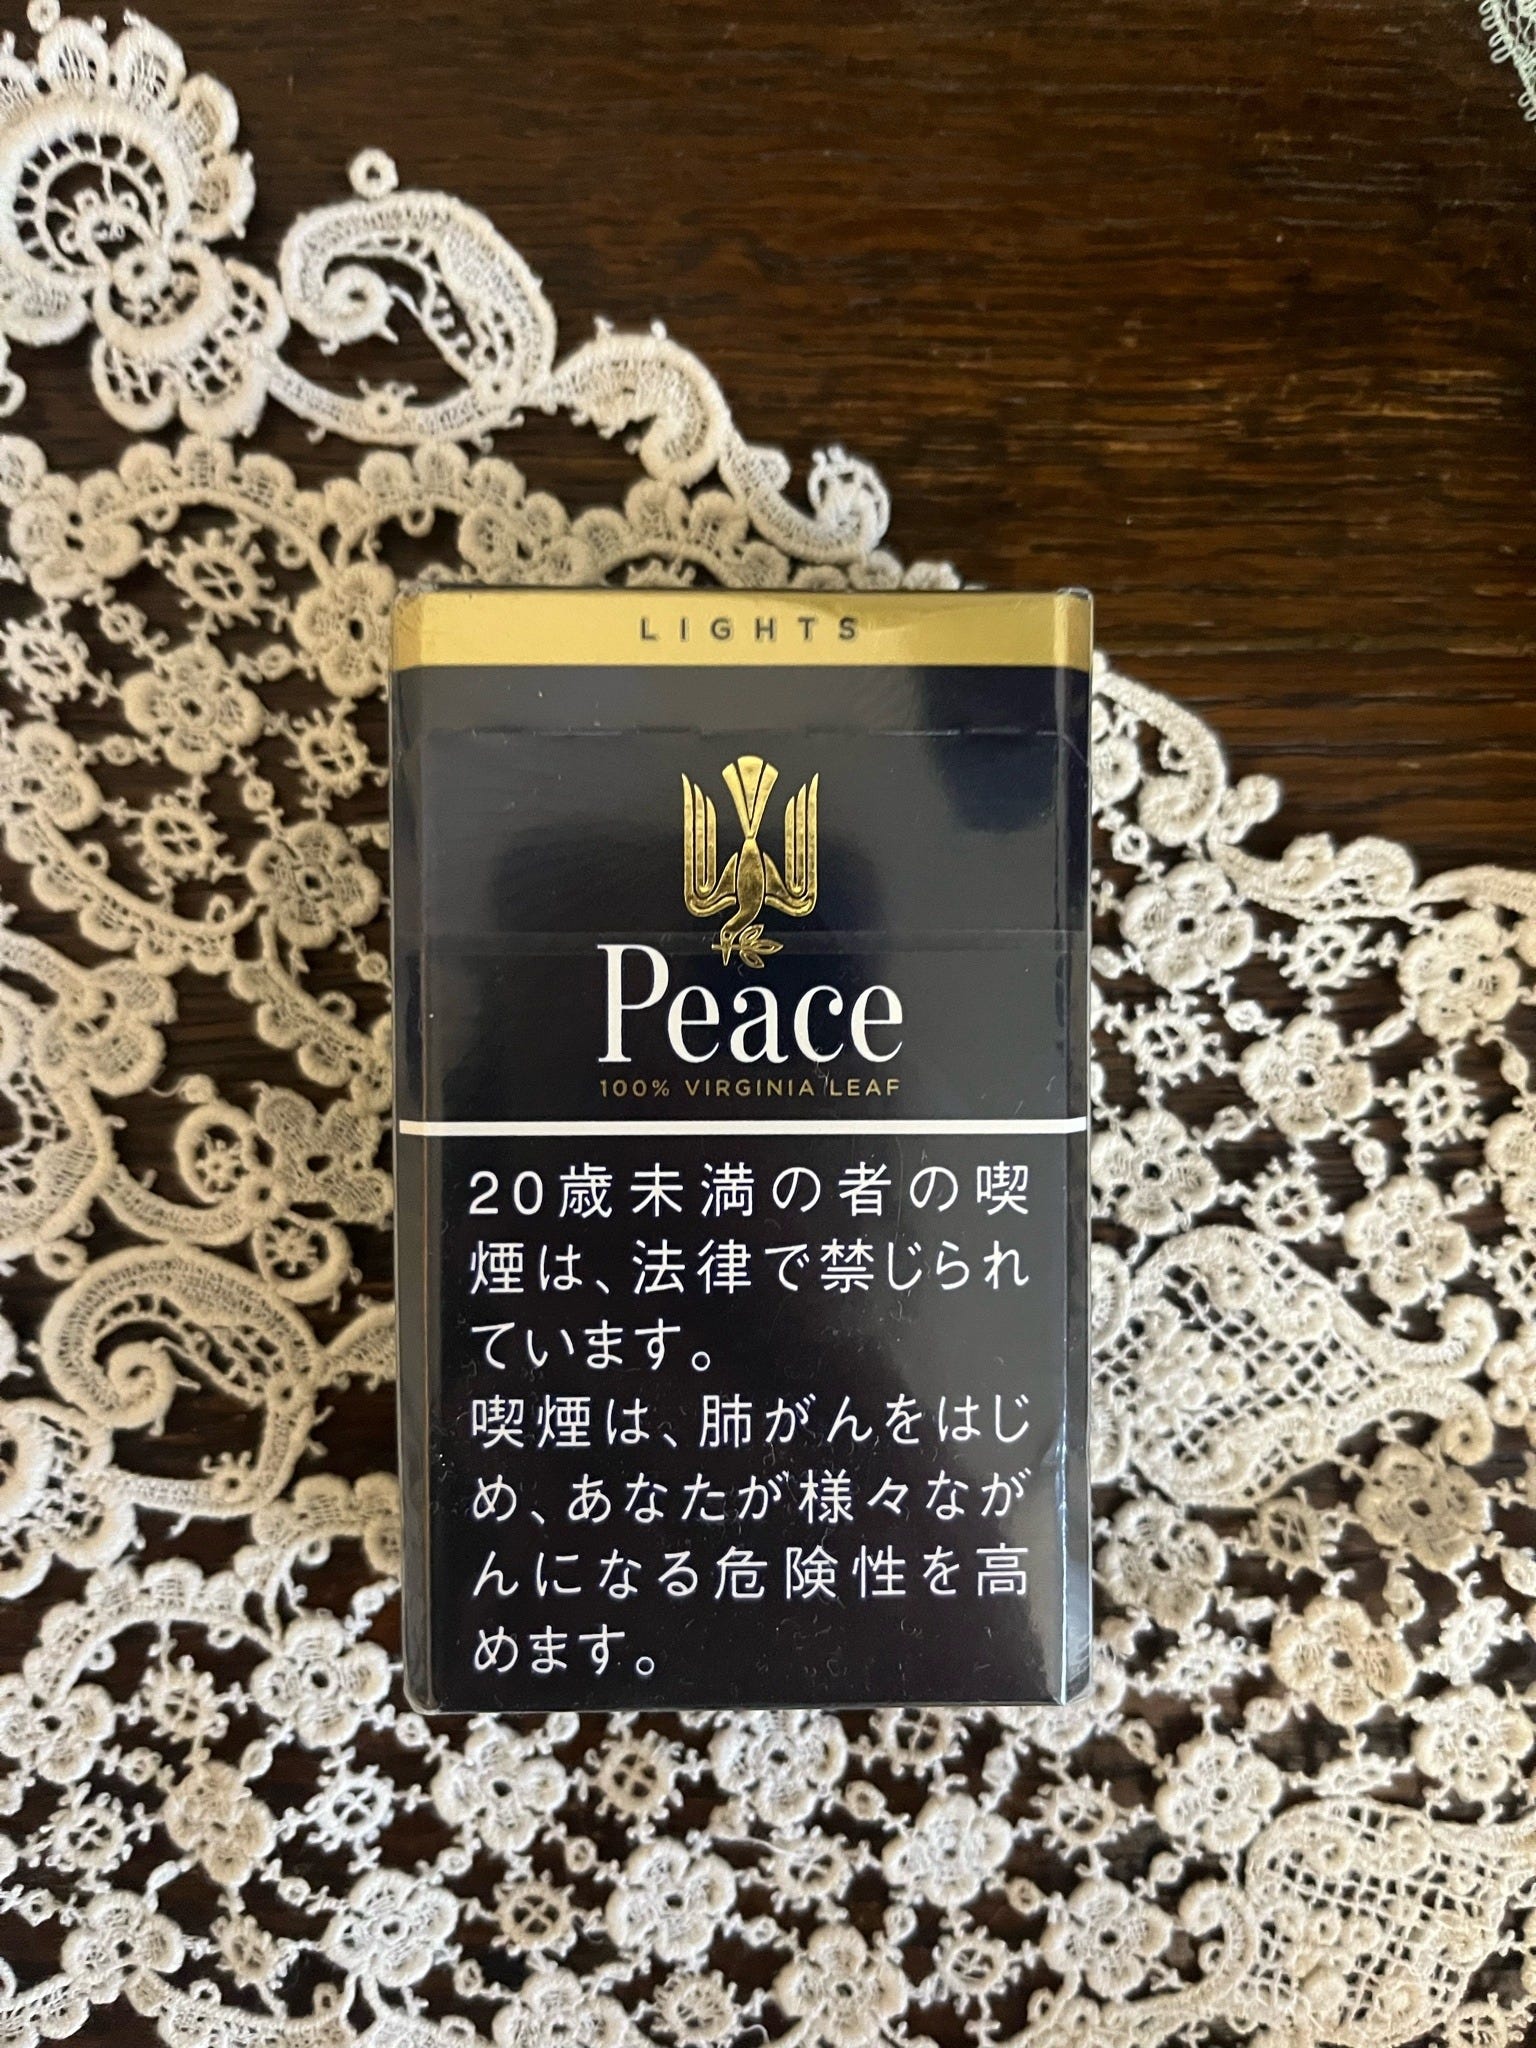 LIGHTS
Peace
100% VIRGINIA LEAF
20歳未満の者の喫
煙は、法律で禁じられ
ています。
喫煙は、肺がんをはじ
め、あなたが様々なが
んになる危険性を高
めます。